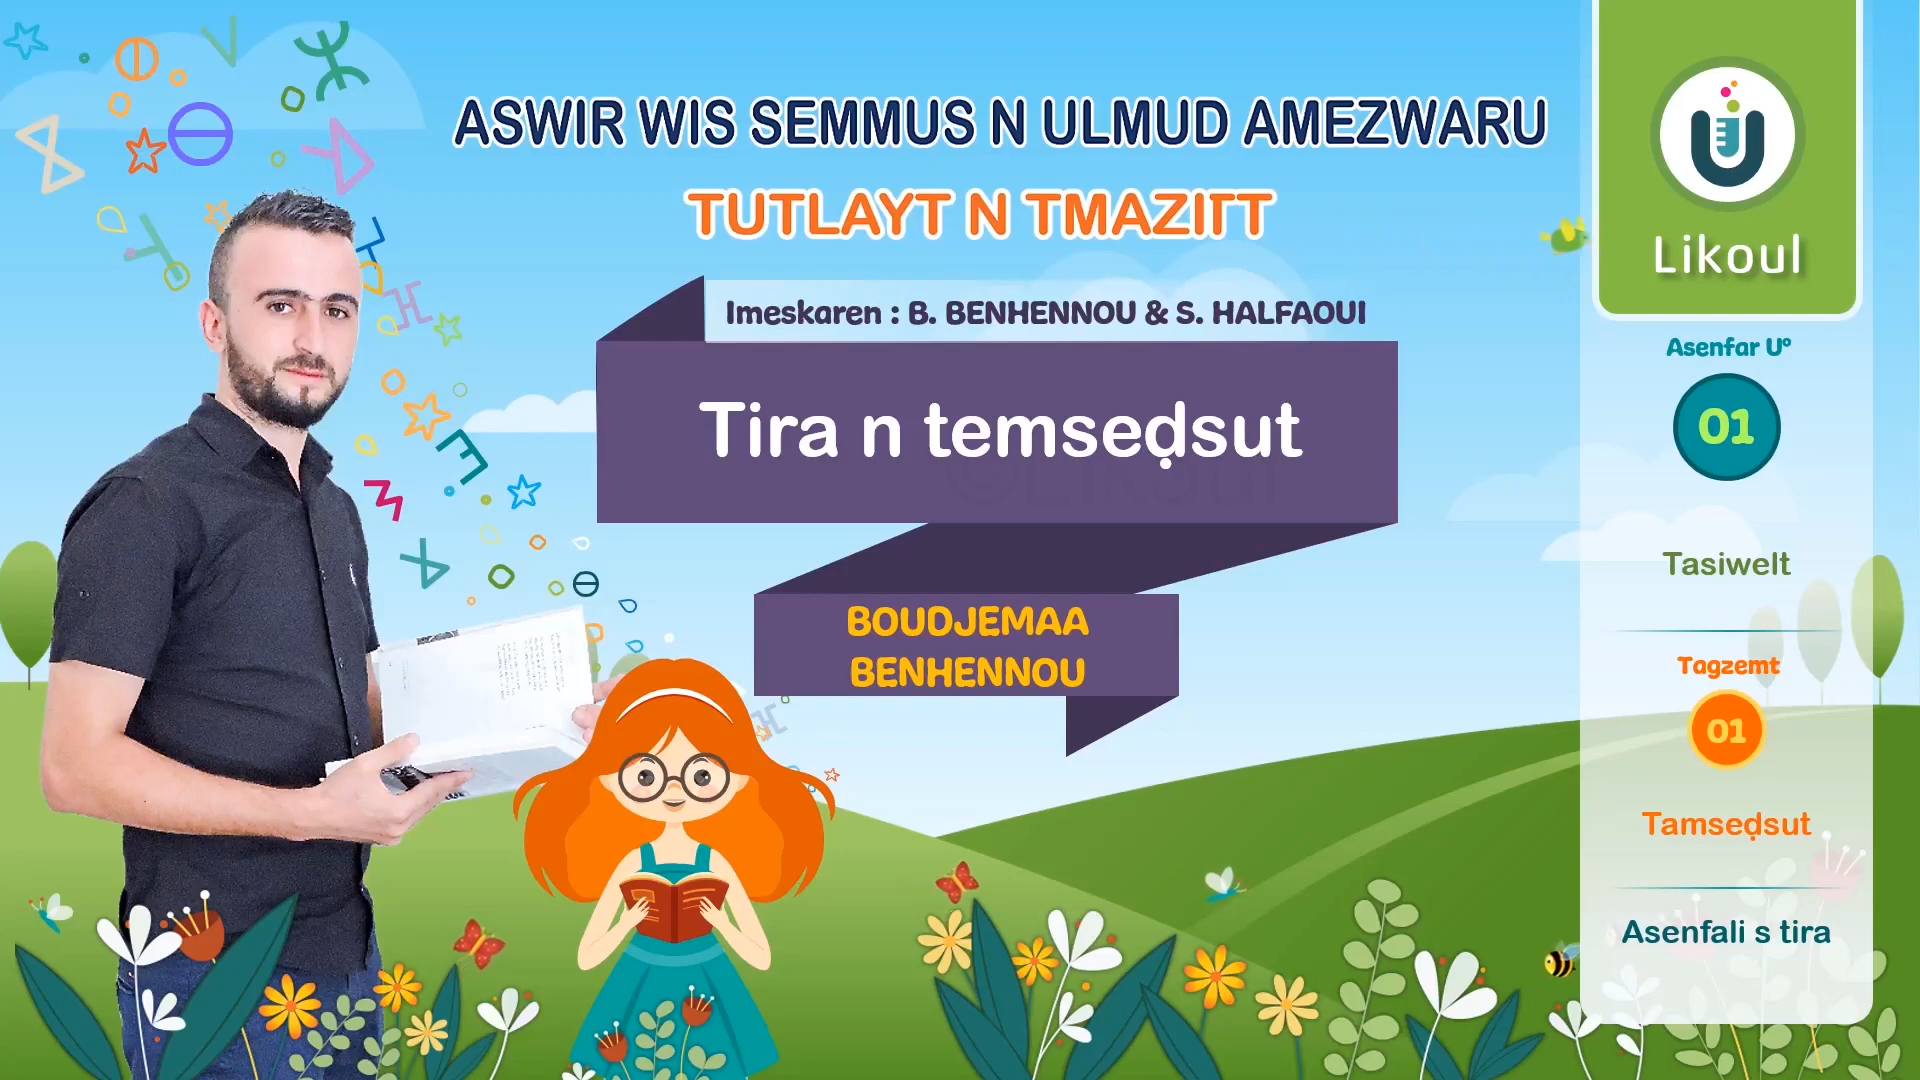 ASWIR WIS SEMMUS N ULMUD AMEZWARU
TUTLAYT N TMAZIƔT
Imeskaren : B. BENHENNOU & S. HALFAOUI
Tira n temseḍsut
BOUDJEMAA
BENHENNOU
Likoul
Asenfar Uº
01
Tasiwelt
Tagzemt
01
Tamseḍsut
Asenfali s tira